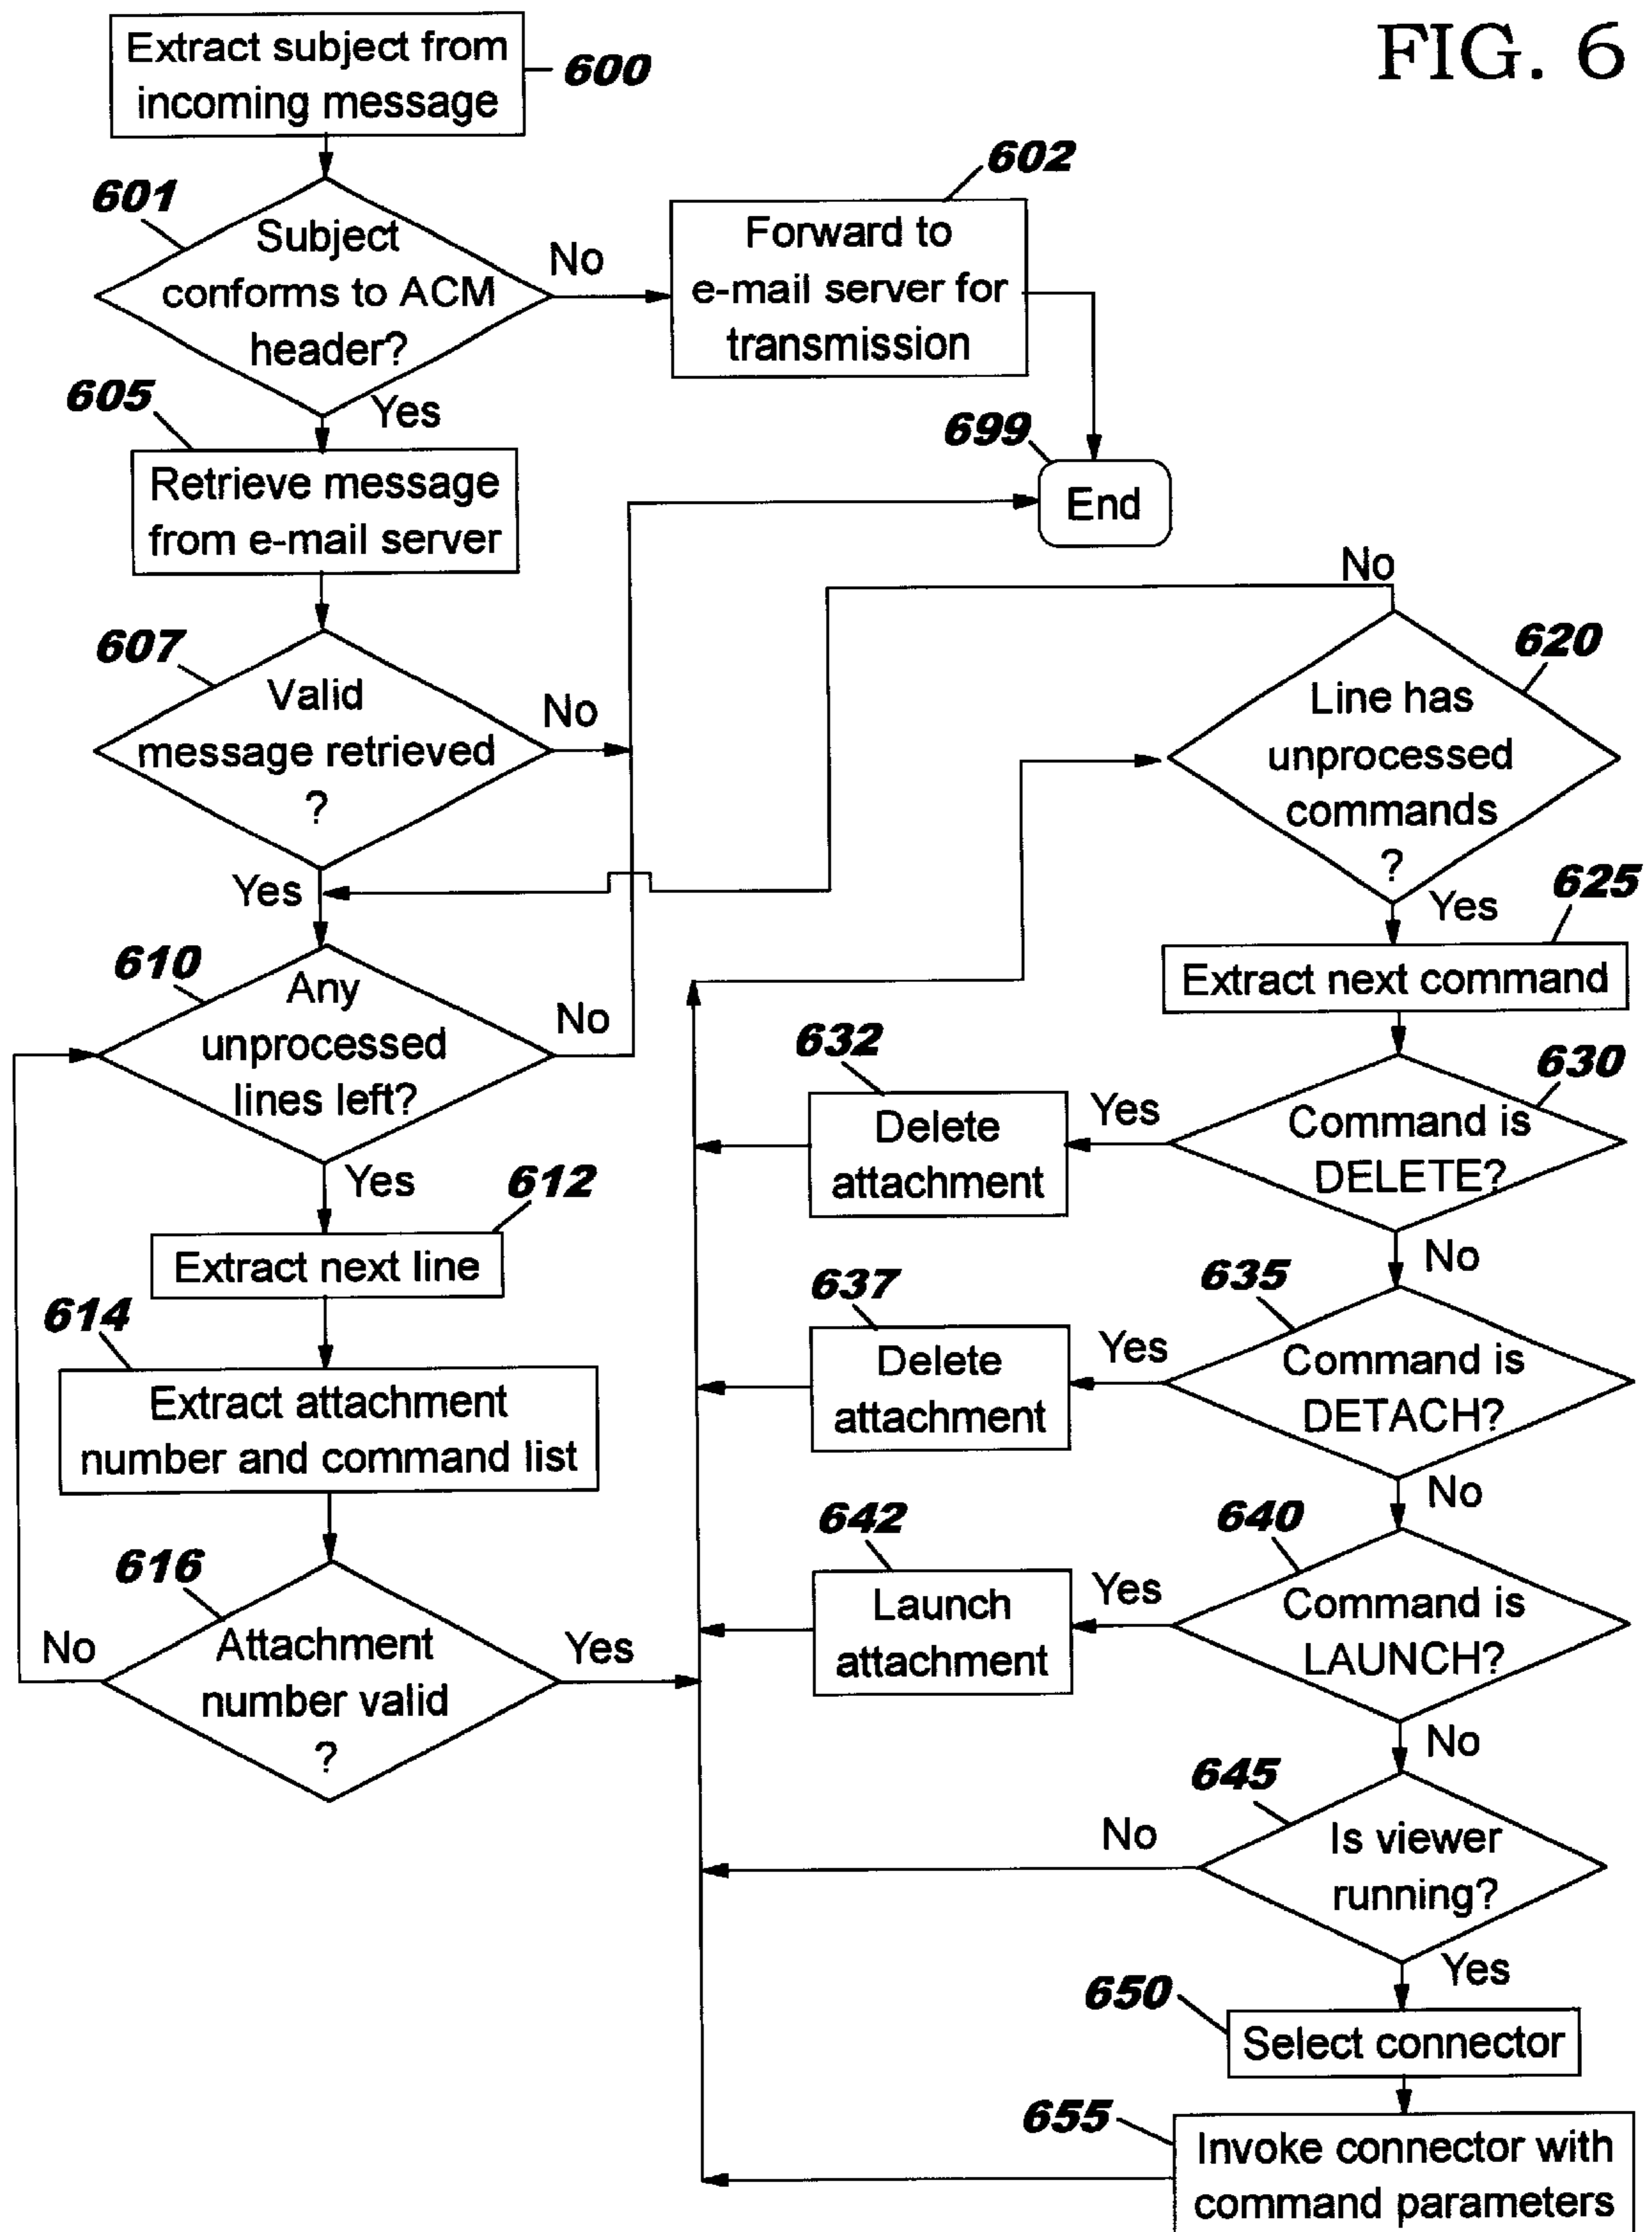 FIG. 6
Extract subject from
incoming message
600
601
Subject
conforms to ACM
header?
No
Yes
602
Forward to
e-mail server for
transmission
605
Retrieve message
from e-mail server
699
End
607
Valid
message retrieved
?
No
Yes
610
Any
unprocessed
lines left?
No
Yes
612
Extract next line
614
Extract attachment
number and command list
616
Attachment
number valid
?
No
Yes
No
620
Line has
unprocessed
commands
?
Yes
625
Extract next command
630
Command is
DELETE?
Yes
632
Delete
attachment
No
635
Command is
DETACH?
Yes
637
Delete
attachment
No
640
Command is
LAUNCH?
Yes
642
Launch
attachment
No
645
Is viewer
running?
No
Yes
650
Select connector
655
Invoke connector with
command parameters